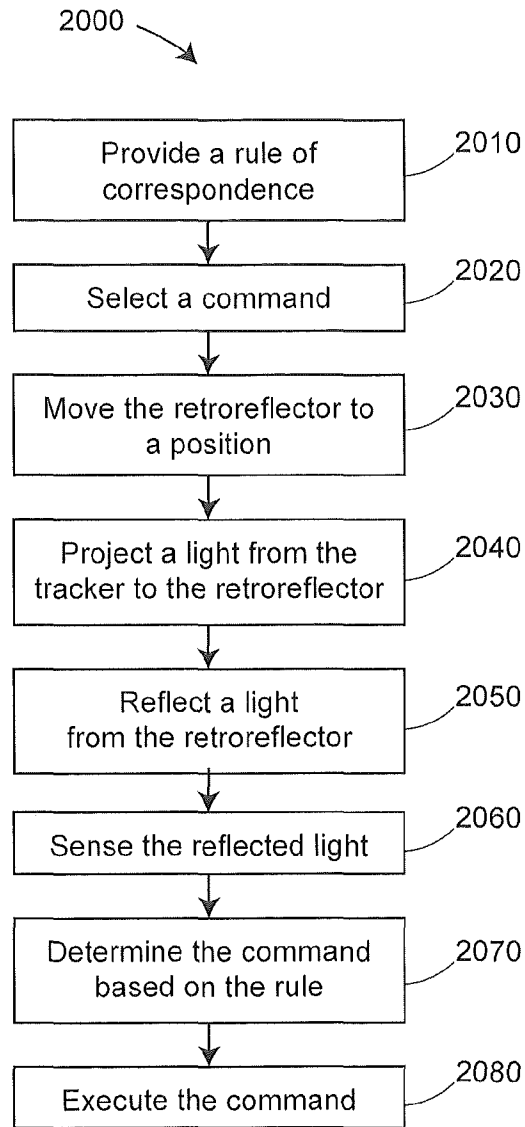 2000
Provide a rule of
correspondence
2010
Select a command
2020
Move the retroreflector to
a position
2030
Project a light from the
tracker to the retroreflector
2040
Reflect a light
from the retroreflector
2050
Sense the reflected light
2060
Determine the command
based on the rule
2070
Execute the command
2080